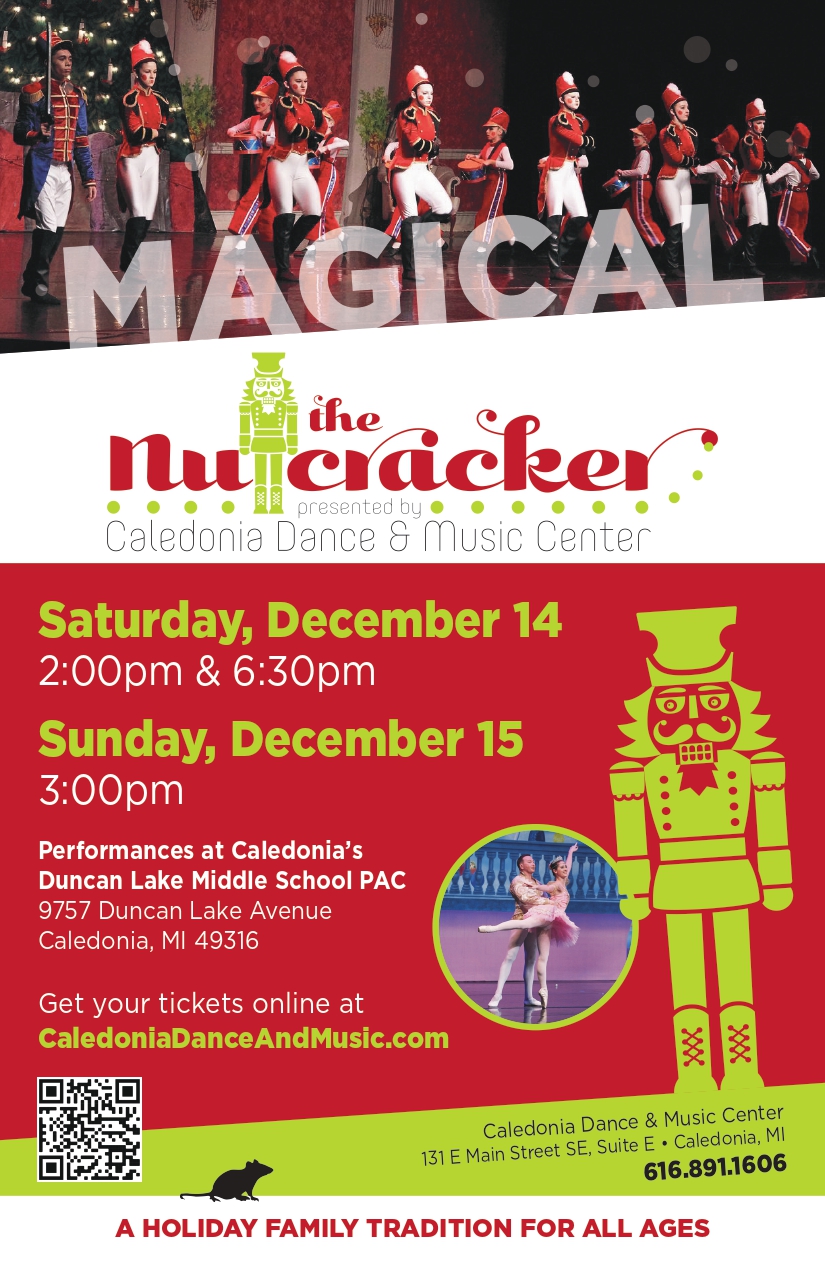 MAGICAL
the
nutcracker
presented by
Caledonia Dance & Music Center
Saturday, December 14
2:00pm & 6:30pm
Sunday, December 15
3:00pm
Performances at Caledonia’s
Duncan Lake Middle School PAC
9757 Duncan Lake Avenue
Caledonia, MI 49316
Get your tickets online at
CaledoniaDanceAndMusic.com
Caledonia Dance & Music Center
131 E Main Street SE, Suite E • Caledonia, MI
616.891.1606
A HOLIDAY FAMILY TRADITION FOR ALL AGES